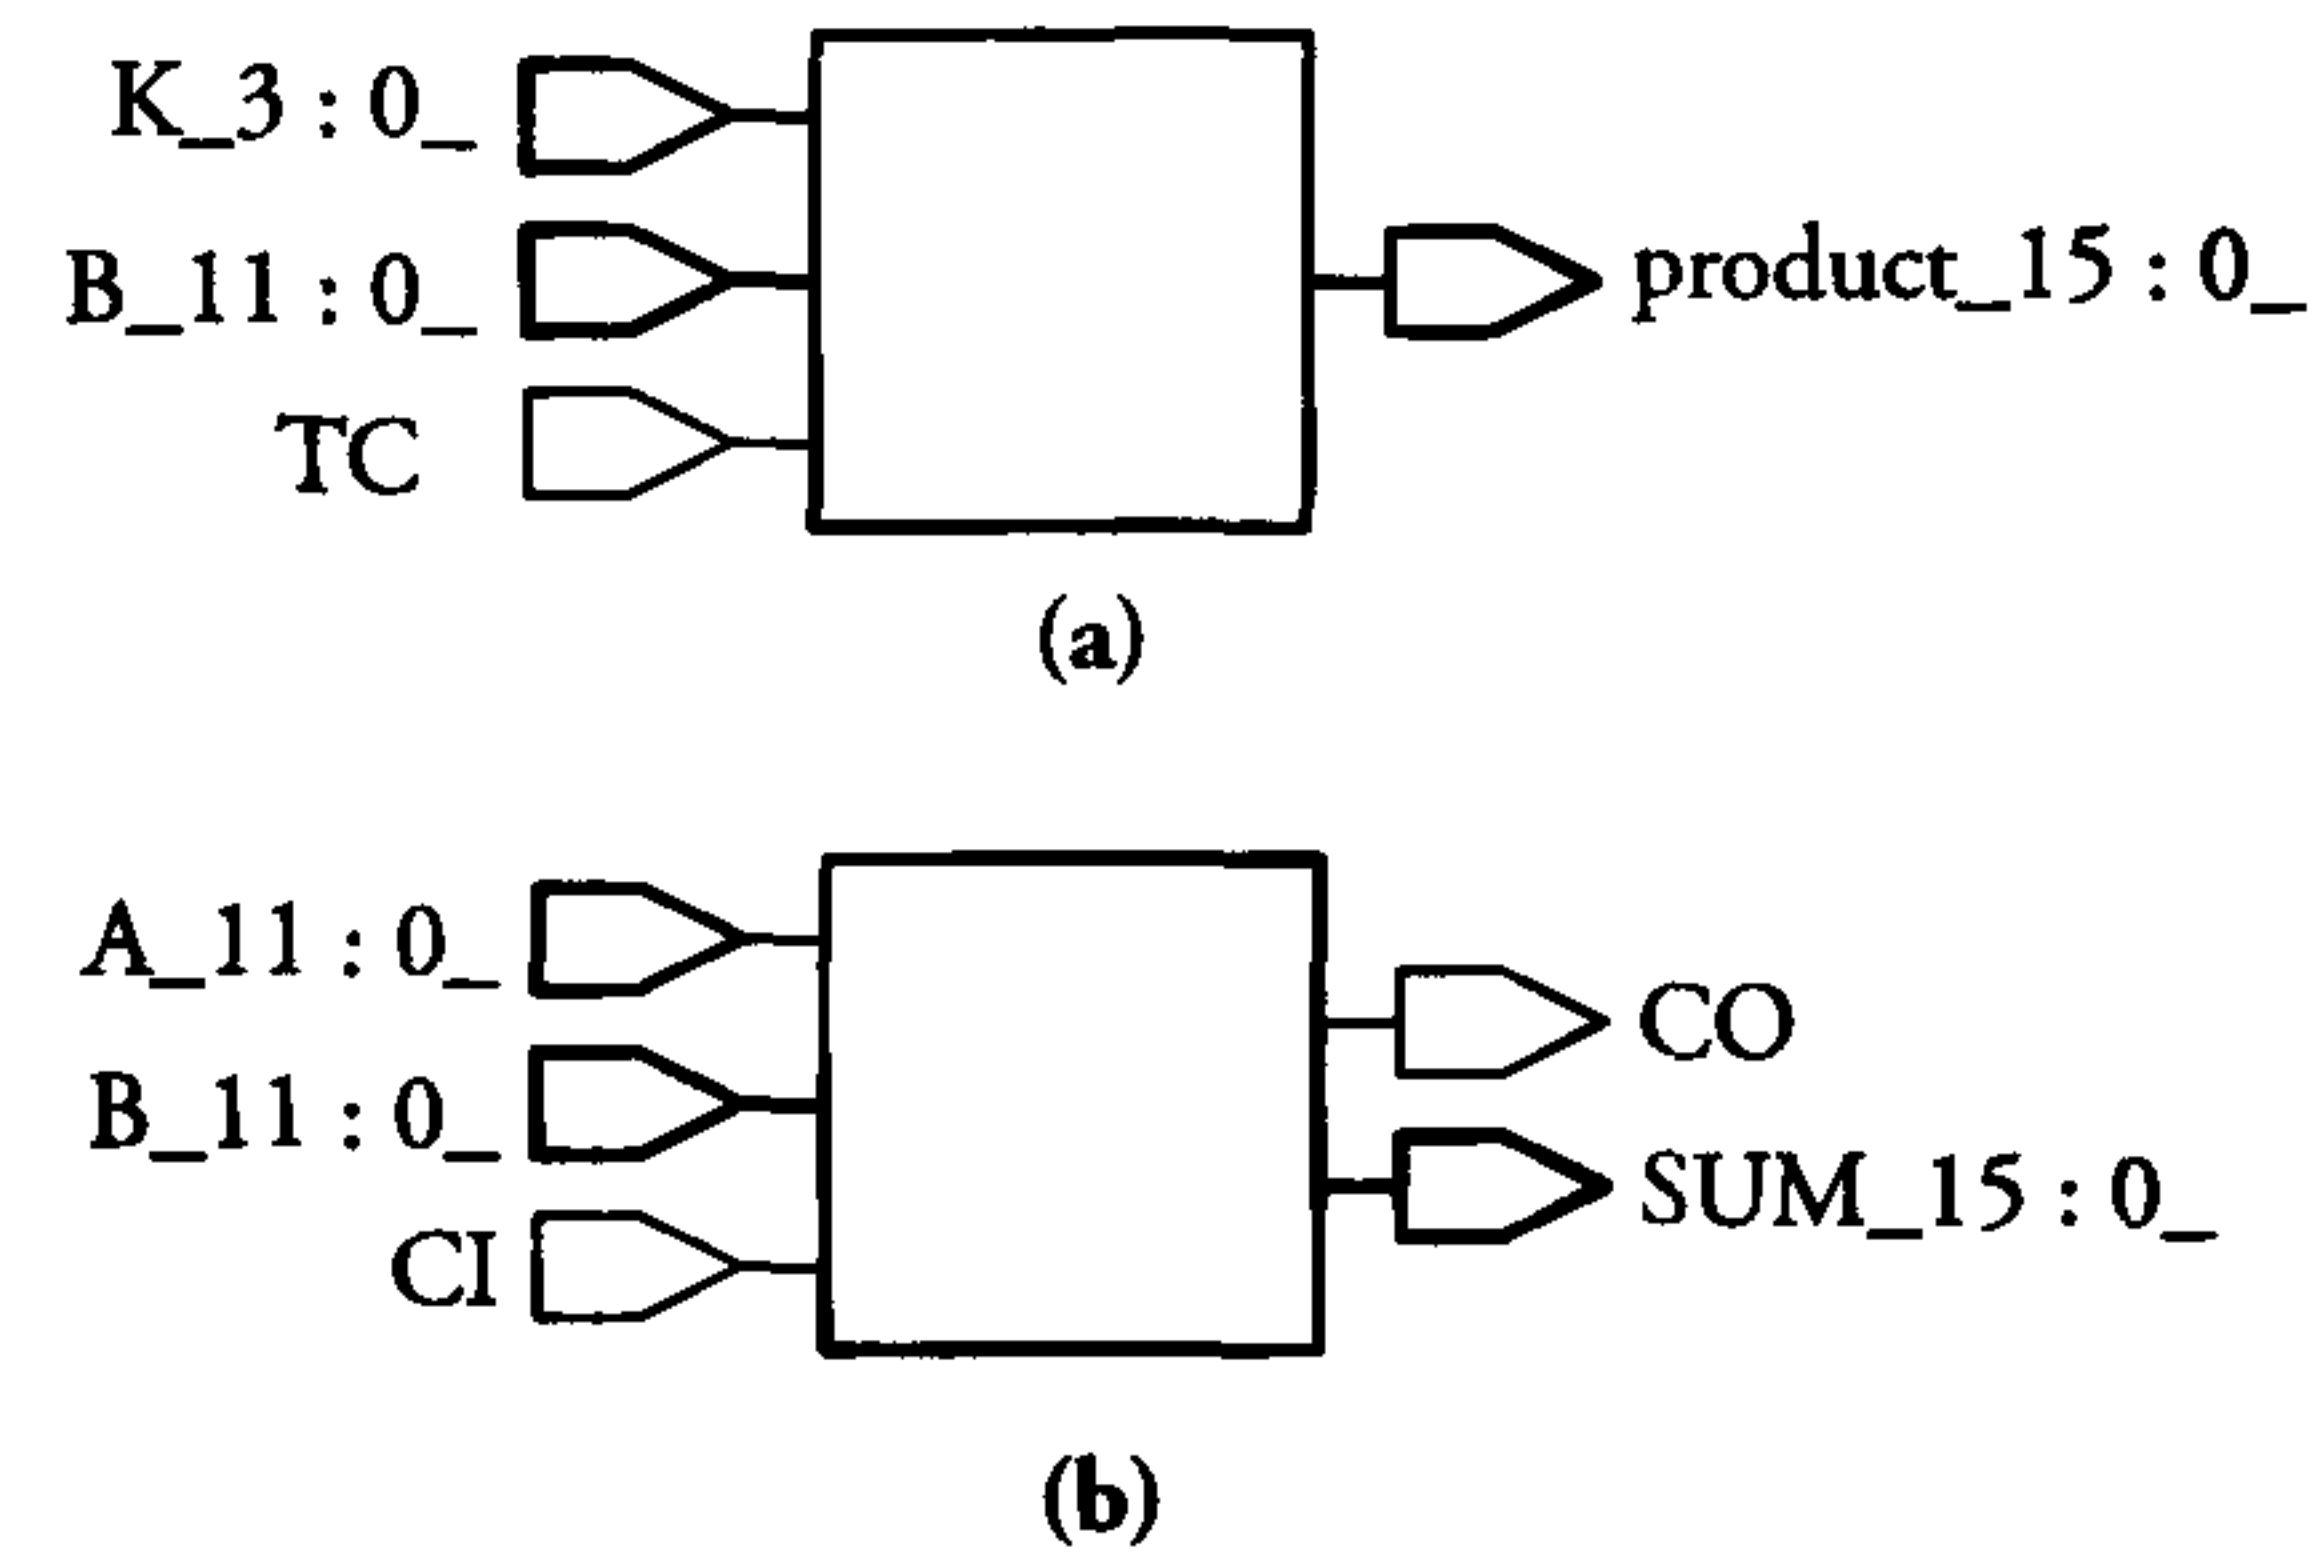 K_3 : 0_
B_11 : 0_
TC
product_15 : 0_
(a)
A_11 : 0_
B_11 : 0_
CI
CO
SUM_15 : 0_
(b)